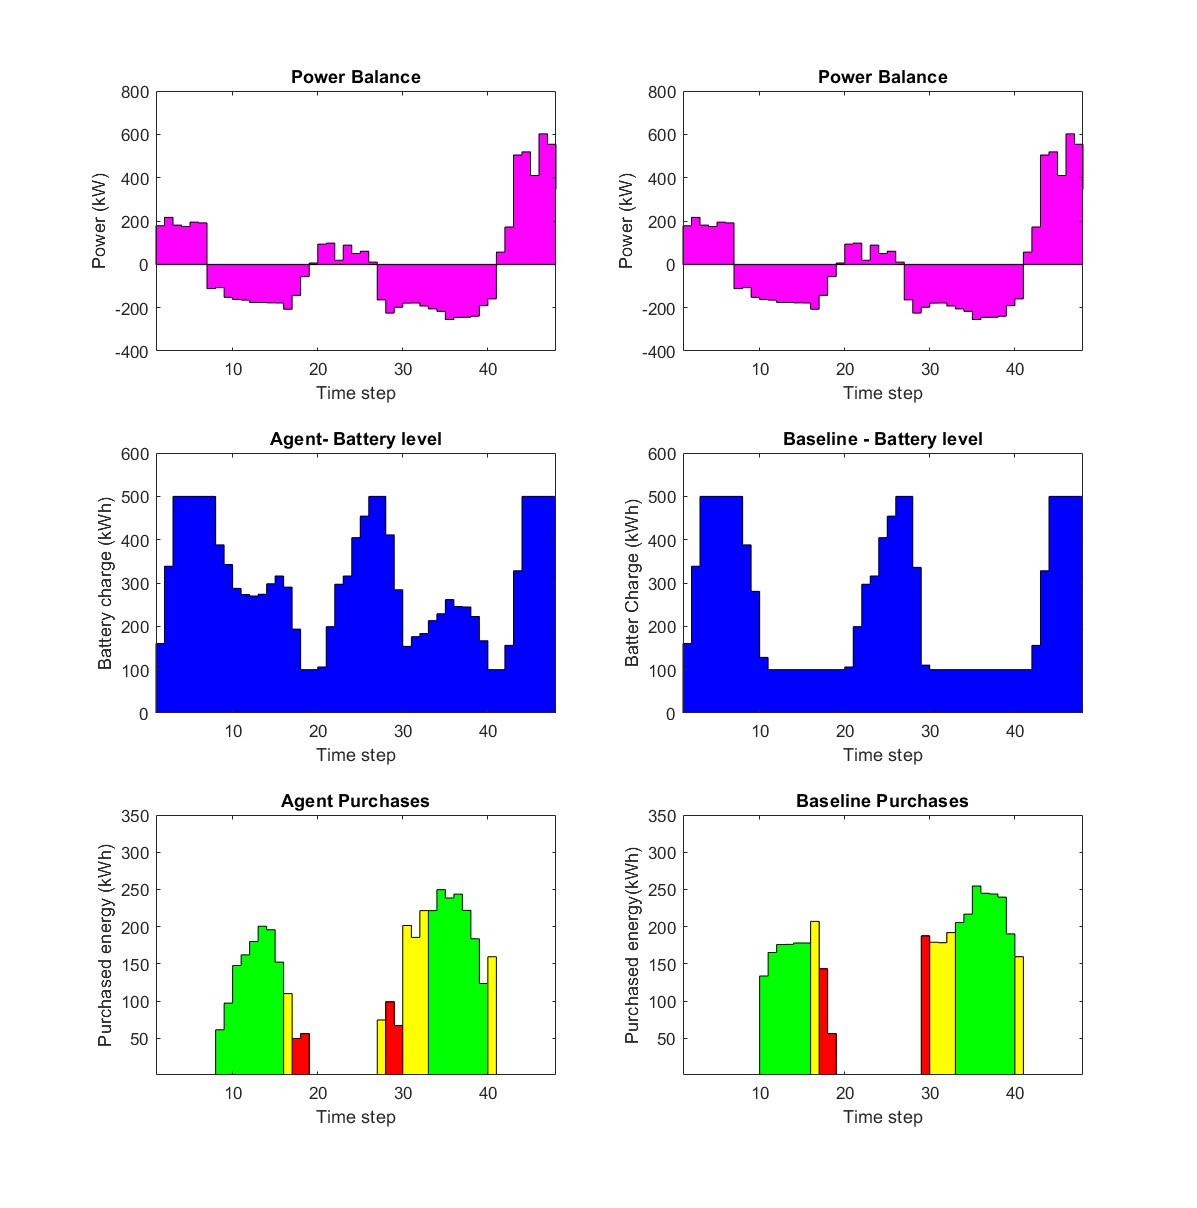 Power Balance
800
600
400
200
0
-200
-400
Power (kW)
10 20 30 40
Time step
Power Balance
800
600
400
200
0
-200
-400
Power (kW)
10 20 30 40
Time step
Agent- Battery level
600
500
400
300
200
100
0
Battery charge (kWh)
10 20 30 40
Time step
Baseline - Battery level
600
500
400
300
200
100
0
Batter Charge (kWh)
10 20 30 40
Time step
Agent Purchases
350
300
250
200
150
100
50
Purchased energy (kWh)
10 20 30 40
Time step
Baseline Purchases
350
300
250
200
150
100
50
Purchased energy(kWh)
10 20 30 40
Time step